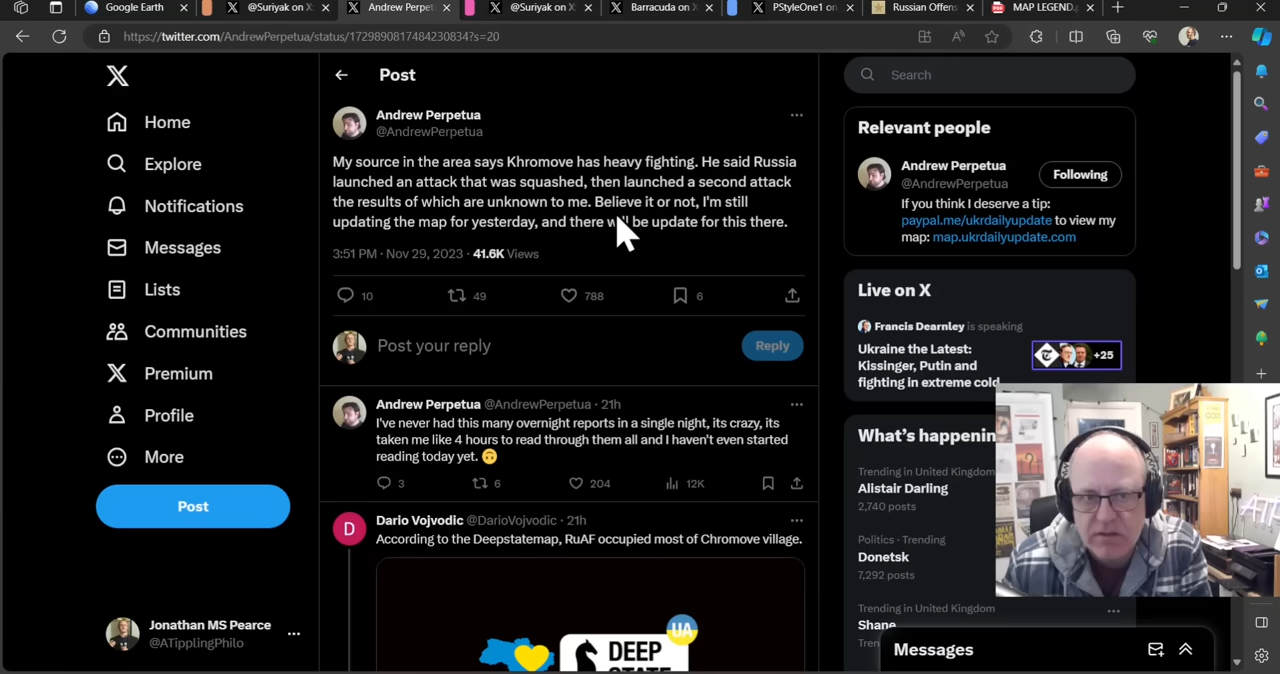 Google Earth
@Suriyak on X
Andrew Perpetu
@Suriyak on X
Barracuda on X
PStyleOne1 on
Russian Offens
MAP LEGEND.p
https://twitter.com/AndrewPerpetua/status/1729890817484230834?s=20
Home
Explore
Notifications
Messages
Lists
Communities
Premium
Profile
More
Post
Jonathan MS Pearce
@ATipplingPhilo
Post
Andrew Perpetua
@AndrewPerpetua
My source in the area says Khromove has heavy fighting. He said Russia
launched an attack that was squashed, then launched a second attack
the results of which are unknown to me. Believe it or not, I'm still
updating the map for yesterday, and there will be update for this there.
3:51 PM · Nov 29, 2023 · 41.6K Views
10
49
788
6
Post your reply
Reply
Andrew Perpetua @AndrewPerpetua · 21h
I've never had this many overnight reports in a single night, its crazy, its
taken me like 4 hours to read through them all and I haven't even started
reading today yet. 🙃
3
6
204
12K
D
Dario Vojvodic @DarioVojvodic · 21h
According to the Deepstatemap, RuAF occupied most of Chromove village.
UA
DEEP
STATE
Search
Relevant people
Andrew Perpetua
@AndrewPerpetua
Following
If you think I deserve a tip:
paypal.me/ukrdailyupdate to view my
map: map.ukrdailyupdate.com
Live on X
Francis Dearnley is speaking
Ukraine the Latest:
Kissinger, Putin and
fighting in extreme cold
+25
What's happenin
Trending in United Kingdom
Alistair Darling
2,740 posts
Politics · Trending
Donetsk
7,292 posts
Trending in United Kingdom
Shane
Tren
Messages